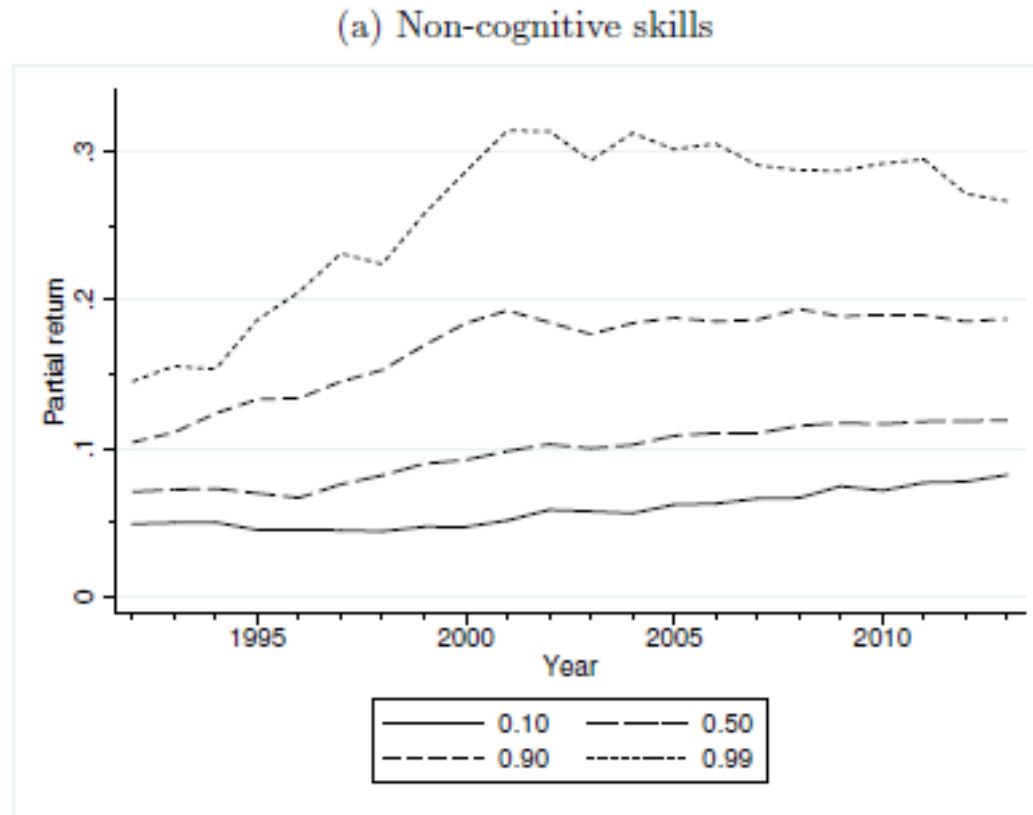 (a) Non-cognitive skills
.3
.2
.1
0
Partial return
1995 2000 2005 2010
Year
0.10 0.50
0.90 0.99